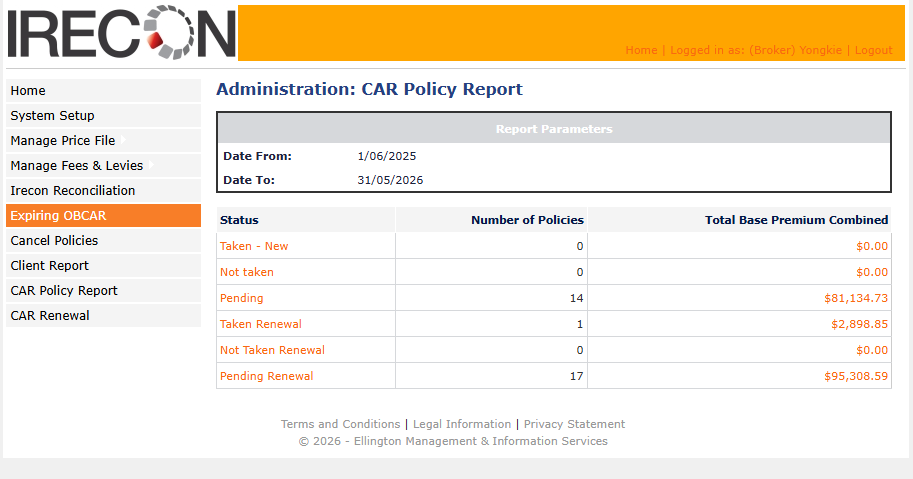 IRECON
Home | Logged in as: (Broker) Yongkie | Logout
Home
System Setup
Manage Price File
Manage Fees & Levies
Irecon Reconciliation
Expiring OBCAR
Cancel Policies
Client Report
CAR Policy Report
CAR Renewal
Administration: CAR Policy Report
Report Parameters
Date From: 1/06/2025
Date To: 31/05/2026
Status Number of Policies Total Base Premium Combined
Taken - New 0 $0.00
Not taken 0 $0.00
Pending 14 $81,134.73
Taken Renewal 1 $2,898.85
Not Taken Renewal 0 $0.00
Pending Renewal 17 $95,308.59
Terms and Conditions | Legal Information | Privacy Statement
© 2026 - Ellington Management & Information Services